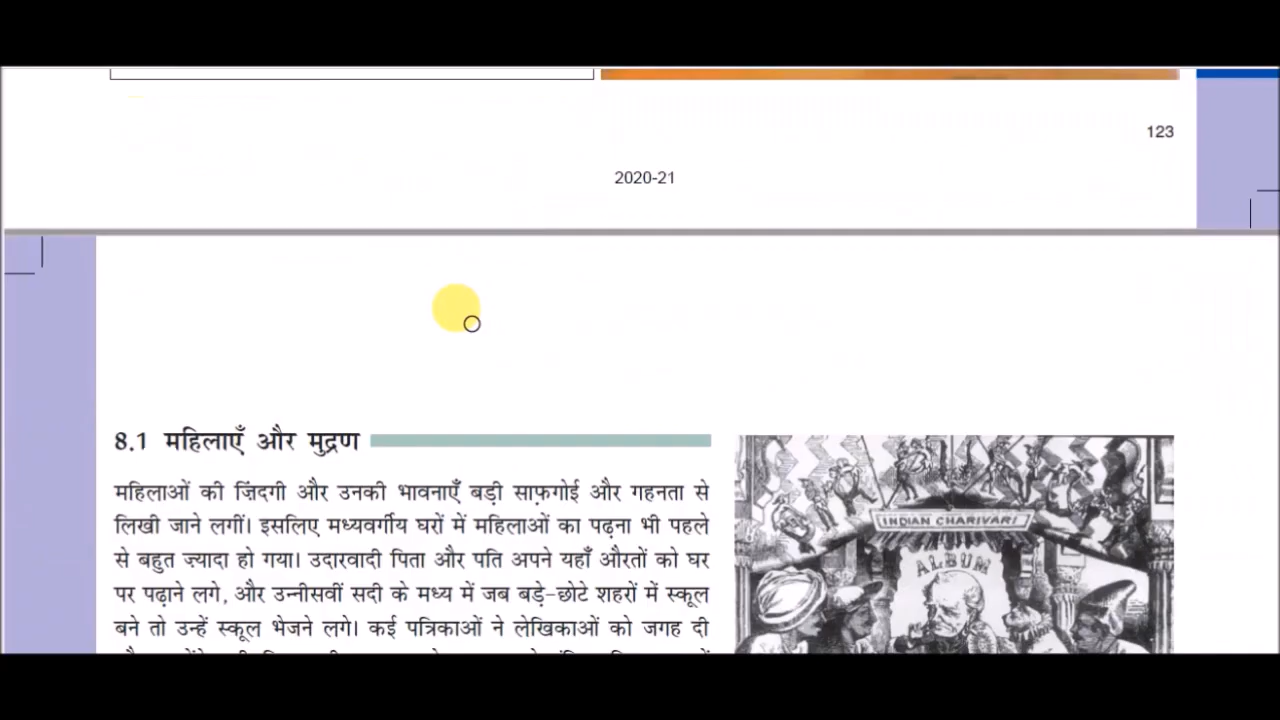 123
2020-21
8.1 महिलाएँ और मुद्रण
महिलाओं की ज़िंदगी और उनकी भावनाएँ बड़ी साफ़गोई और गहनता से
लिखी जाने लगीं। इसलिए मध्यवर्गीय घरों में महिलाओं का पढ़ना भी पहले
से बहुत ज़्यादा हो गया। उदारवादी पिता और पति अपने यहाँ औरतों को घर
पर पढ़ाने लगे, और उन्नीसवीं सदी के मध्य में जब बड़े-छोटे शहरों में स्कूल
बने तो उन्हें स्कूल भेजने लगे। कई पत्रिकाओं ने लेखिकाओं को जगह दी
INDIAN CHARIVARI
ALBUM